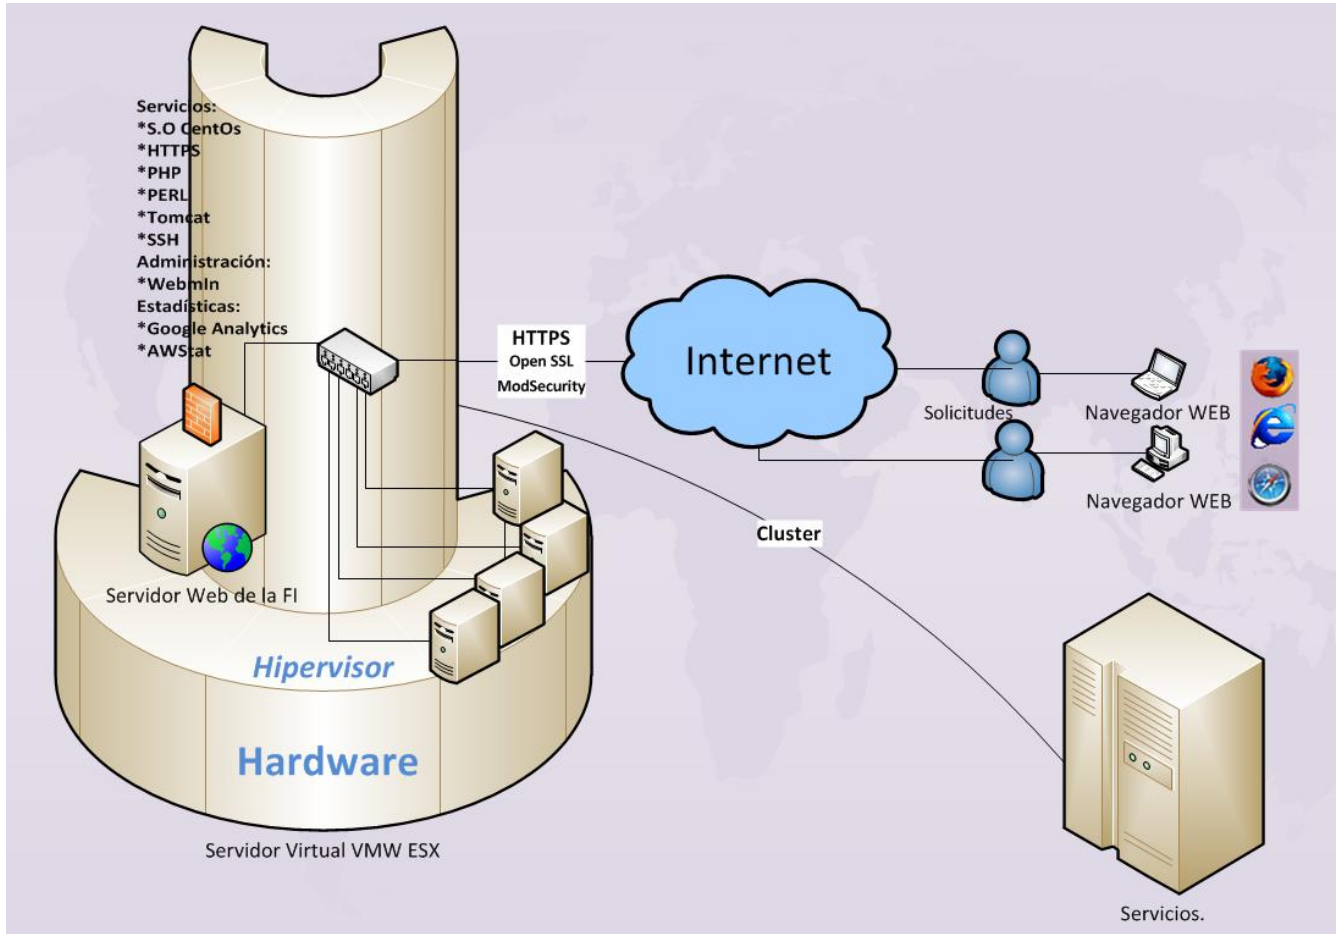 Servicios:
*S.O CentOs
*HTTPS
*PHP
*PERL
*Tomcat
*SSH
Administración:
*WebmIn
Estadísticas:
*Google Analytics
*AWStat
HTTPS
Open SSL
ModSecurity
Internet
Solicitudes
Navegador WEB
Navegador WEB
Cluster
Servidor Web de la FI
Hipervisor
Hardware
Servidor Virtual VMW ESX
Servicios.